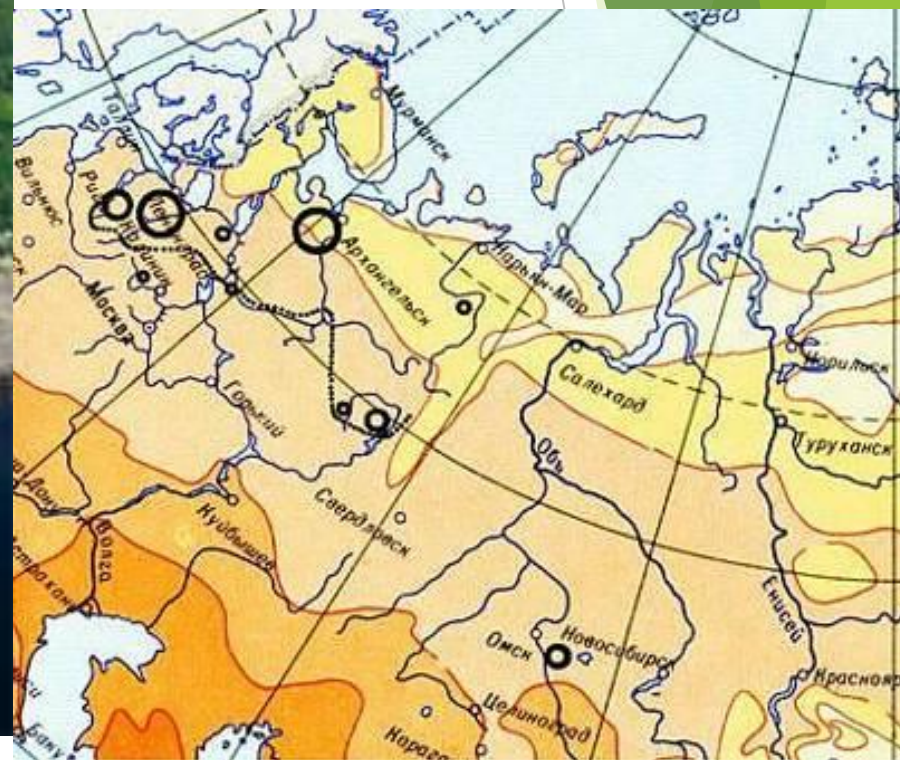 Мурманск
Таллин
Вильнюс
Архангельск
Нарьян-Мар
Норильск
Салехард
Туруханск
Москва
Горький
Обь
Свердловск
Куйбышев
Волга
Енисей
Омск
Новосибирск
Целиноград
Баку